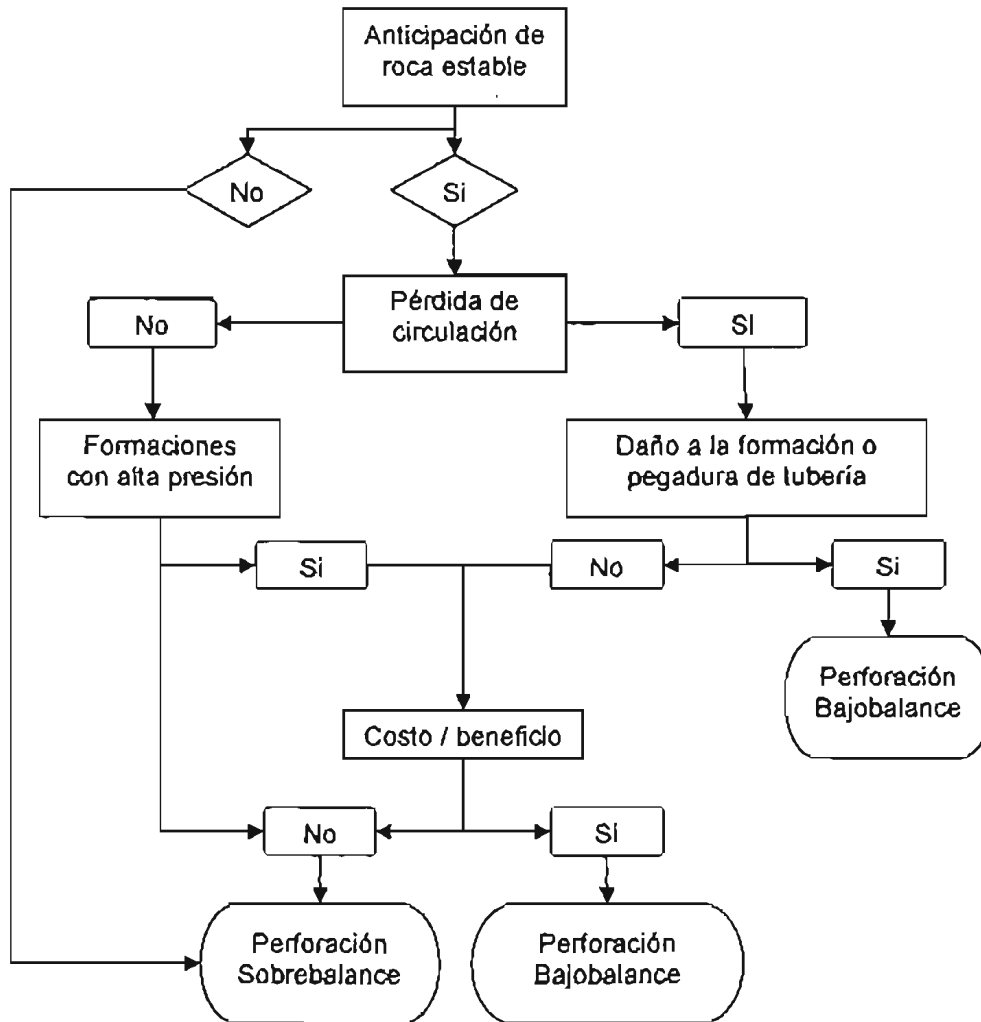 Anticipación de
roca estable
No
Si
Pérdida de
circulación
No
Si
Formaciones
con alta presión
Daño a la formación o
pegadura de tubería
Si
No
Si
Perforación
Bajobalance
Costo / beneficio
No
Si
Perforación
Sobrebalance
Perforación
Bajobalance